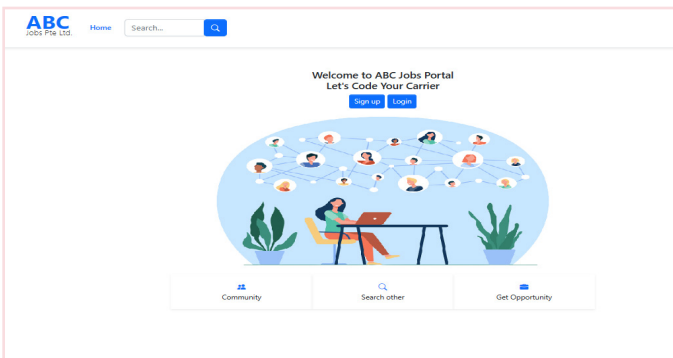 ABC
Jobs Pte Ltd.
Home
Search...
Welcome to ABC Jobs Portal
Let's Code Your Carrier
Sign up Login
Community
Search other
Get Opportunity